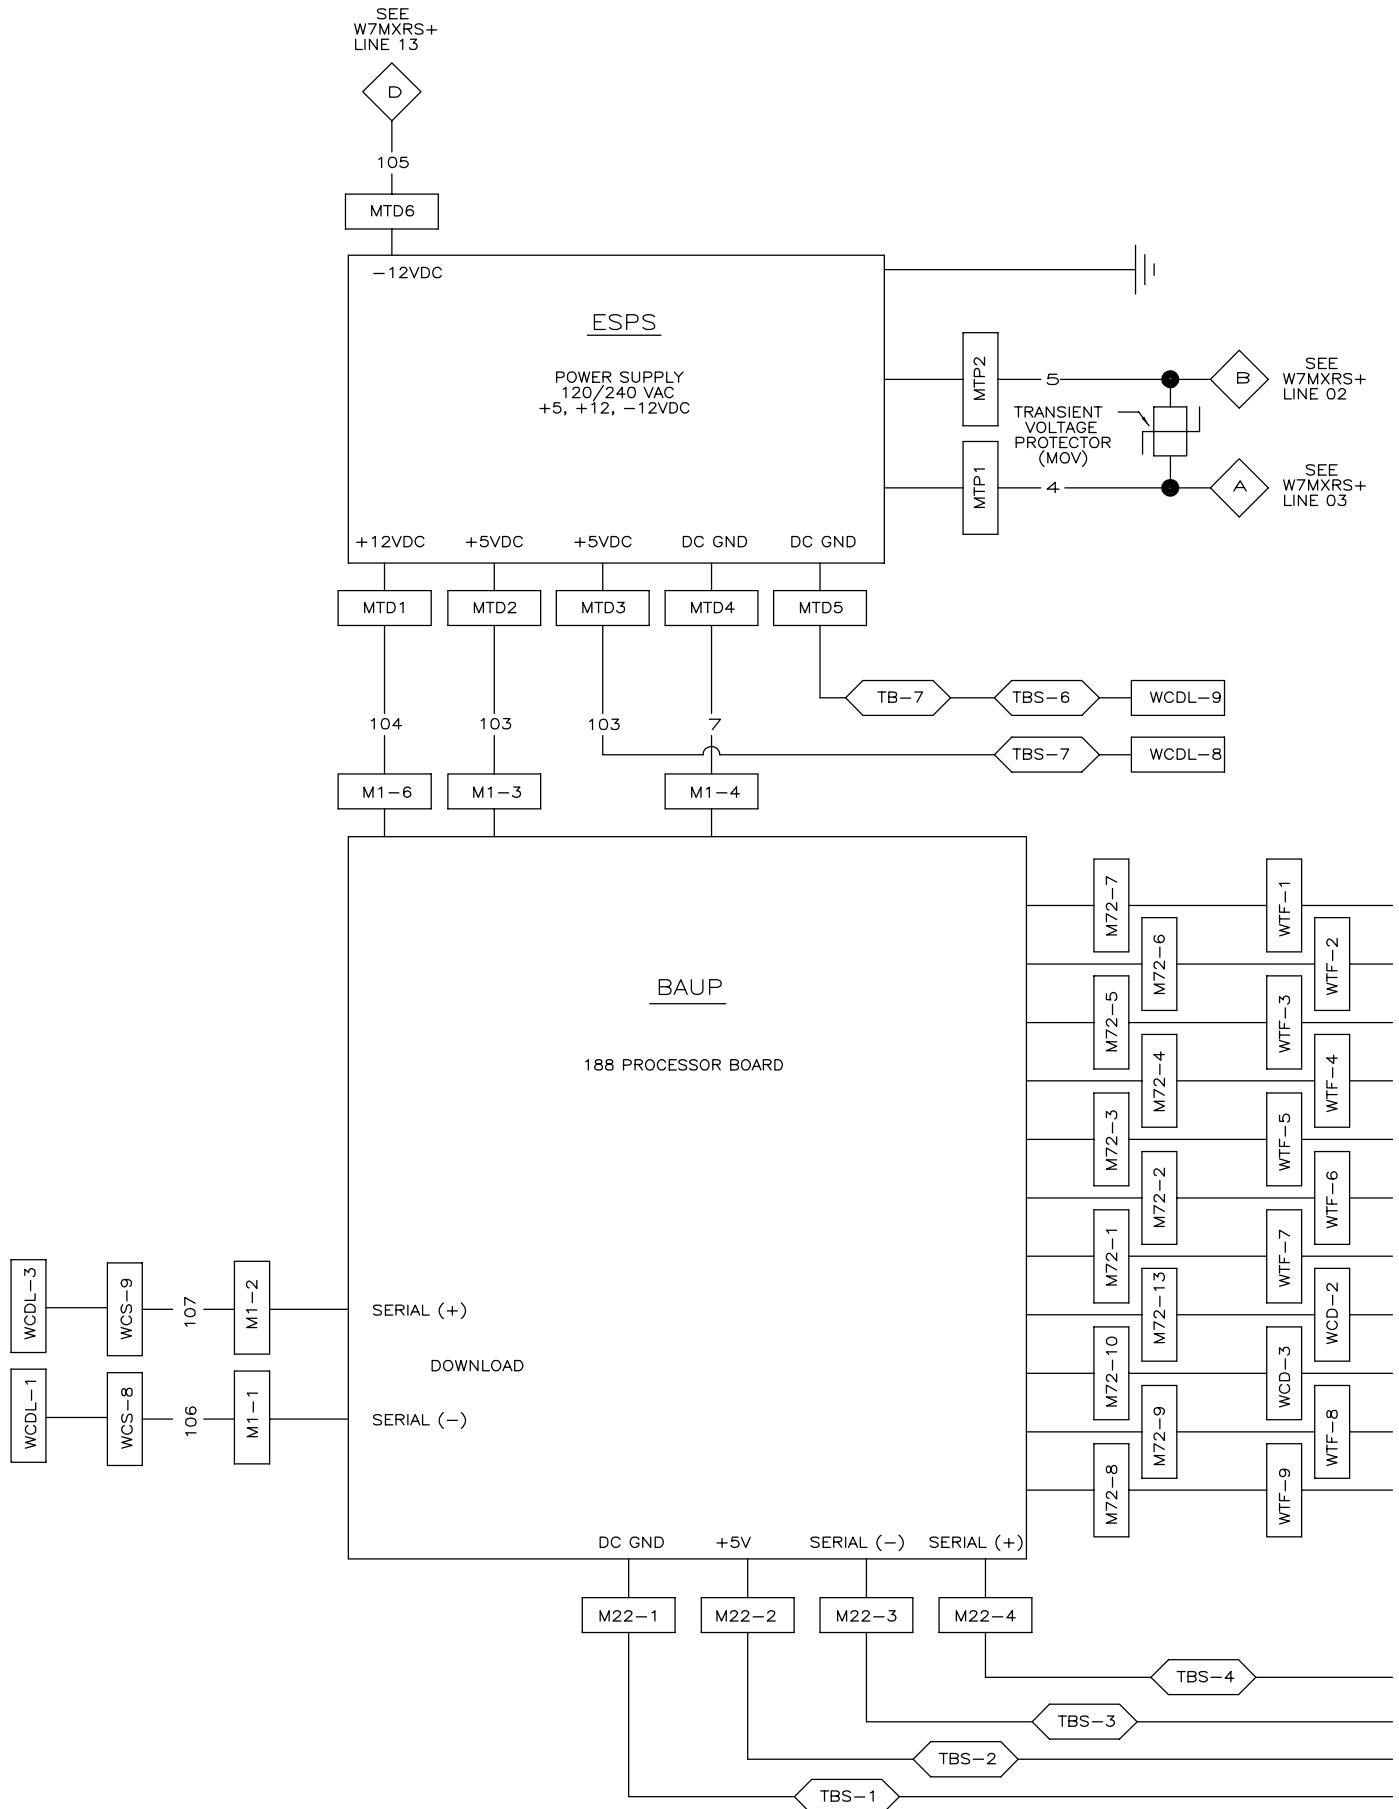 SEE
W7MXRS+
LINE 13
D
105
MTD6
-12VDC
ESPS
POWER SUPPLY
120/240 VAC
+5, +12, -12VDC
MTP2
5
B
SEE
W7MXRS+
LINE 02
TRANSIENT
VOLTAGE
PROTECTOR
(MOV)
MTP1
4
A
SEE
W7MXRS+
LINE 03
+12VDC
+5VDC
+5VDC
DC GND
DC GND
MTD1
MTD2
MTD3
MTD4
MTD5
TB-7
TBS-6
WCDL-9
104
103
103
7
TBS-7
WCDL-8
M1-6
M1-3
M1-4
BAUP
188 PROCESSOR BOARD
M72-7
WTF-1
M72-6
WTF-2
M72-5
WTF-3
M72-4
WTF-4
M72-3
WTF-5
M72-2
WTF-6
M72-1
WTF-7
M72-13
WCD-2
M72-10
WCD-3
M72-9
WTF-8
M72-8
WTF-9
WCDL-3
WCS-9
107
M1-2
SERIAL (+)
DOWNLOAD
WCDL-1
WCS-8
106
M1-1
SERIAL (-)
DC GND
+5V
SERIAL (-)
SERIAL (+)
M22-1
M22-2
M22-3
M22-4
TBS-4
TBS-3
TBS-2
TBS-1